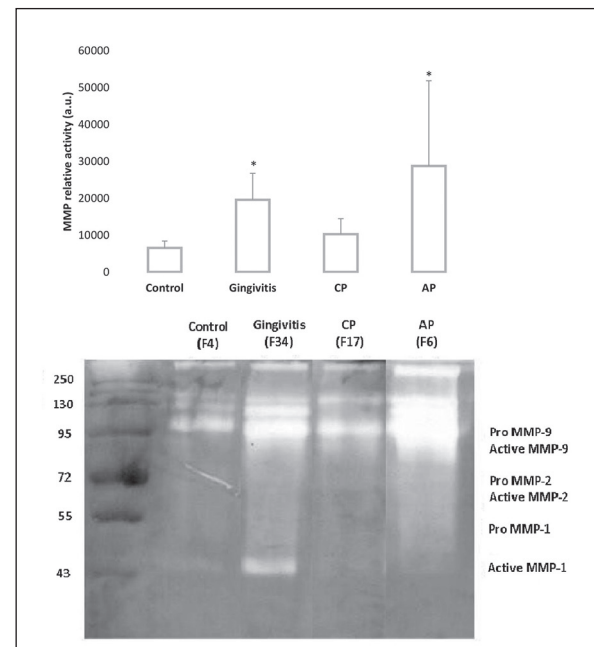 60000
50000
40000
30000
20000
10000
0
MMP relative activity (a.u.)
*
*
Control Gingivitis CP AP
Control Gingivitis CP AP
(F4) (F34) (F17) (F6)
250
130
95
72
55
43
Pro MMP-9
Active MMP-9
Pro MMP-2
Active MMP-2
Pro MMP-1
Active MMP-1